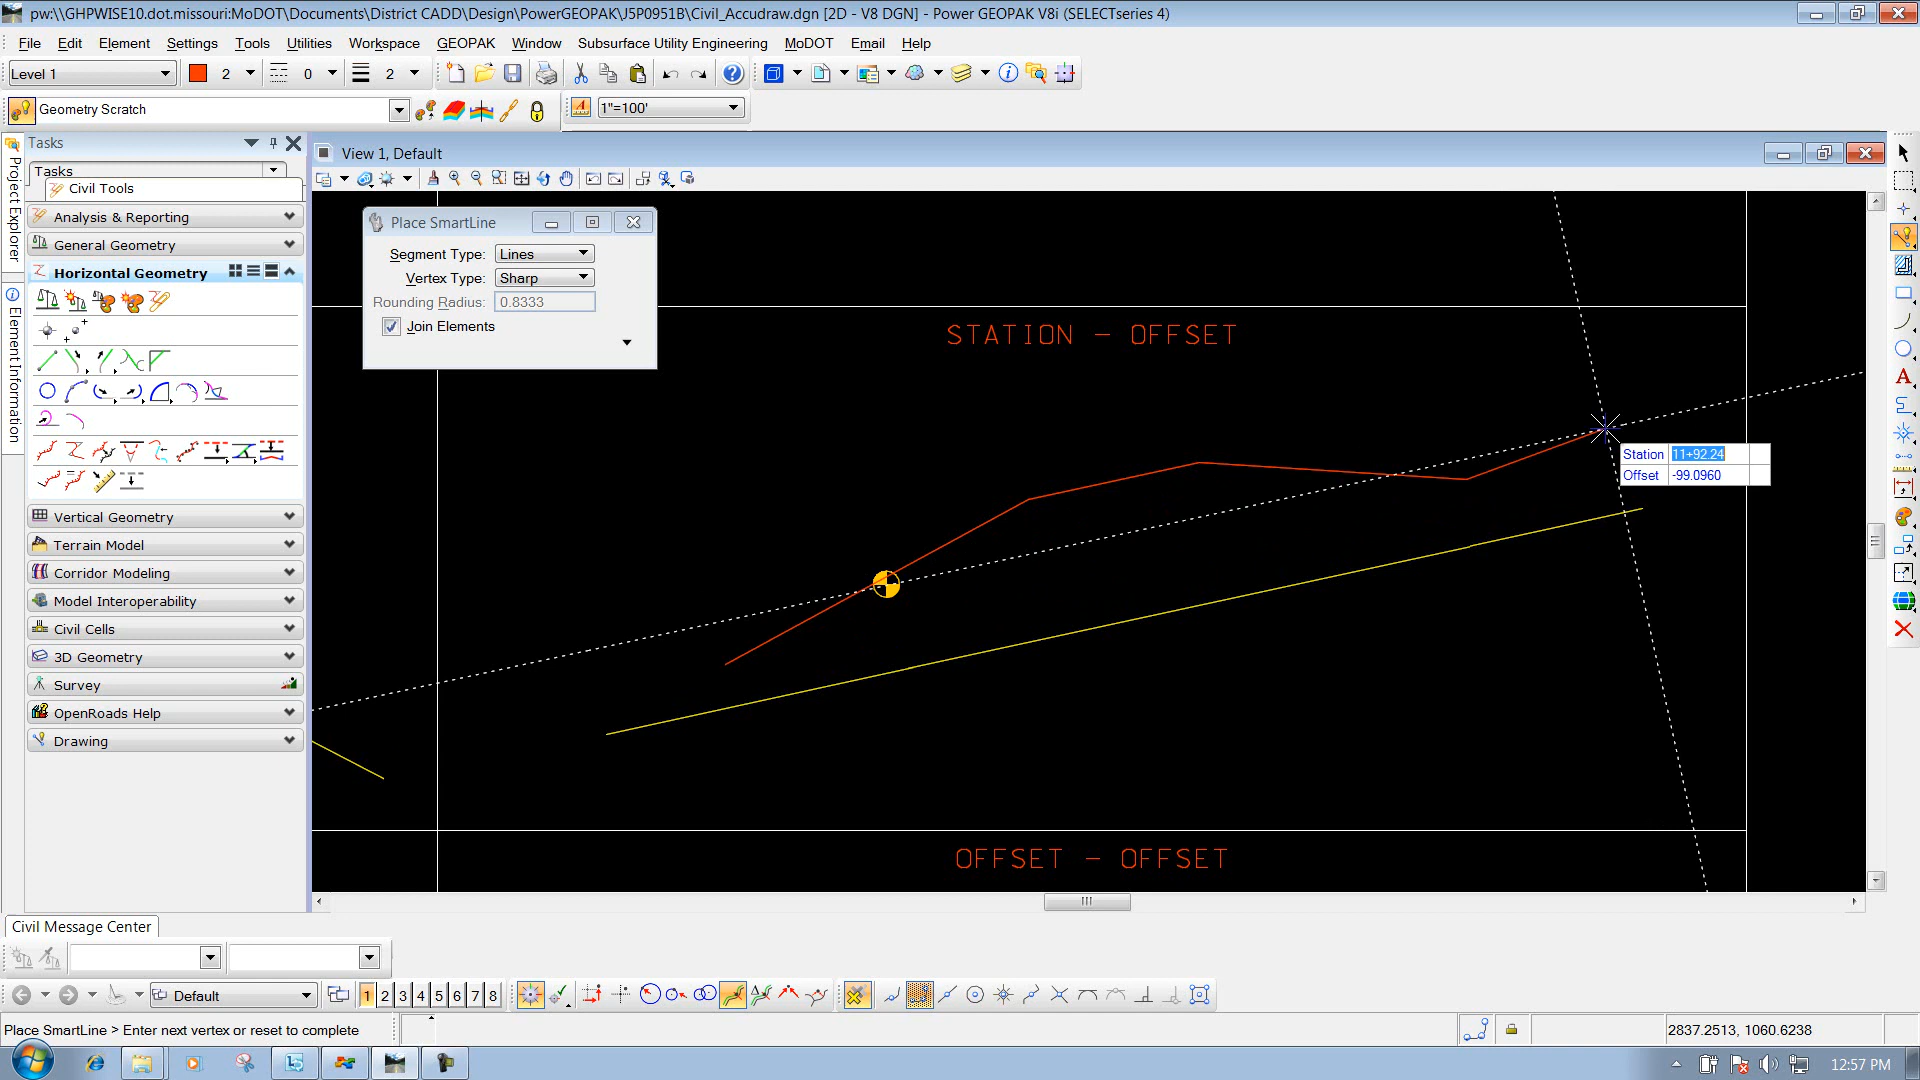 pw:\\GHPWISE10.dot.missouri:MoDOT\Documents\District CADD\Design\PowerGEOPAK\J5P0951B\Civil_Accudraw.dgn [2D - V8 DGN] - Power GEOPAK V8i (SELECTseries 4)
File Edit Element Settings Tools Utilities Workspace GEOPAK Window Subsurface Utility Engineering MoDOT Email Help
Level 1 2 0 2
Geometry Scratch 1"=100'
Tasks
View 1, Default
Tasks
Civil Tools
Analysis & Reporting
General Geometry
Horizontal Geometry
Vertical Geometry
Terrain Model
Corridor Modeling
Model Interoperability
Civil Cells
3D Geometry
Survey
OpenRoads Help
Drawing
Project Explorer
Element Information
Place SmartLine
Segment Type: Lines
Vertex Type: Sharp
Rounding Radius: 0.8333
Join Elements
STATION - OFFSET
Station 11+92.24
Offset -99.0960
OFFSET - OFFSET
Civil Message Center
Default 1 2 3 4 5 6 7 8
Place SmartLine > Enter next vertex or reset to complete
2837.2513, 1060.6238
12:57 PM